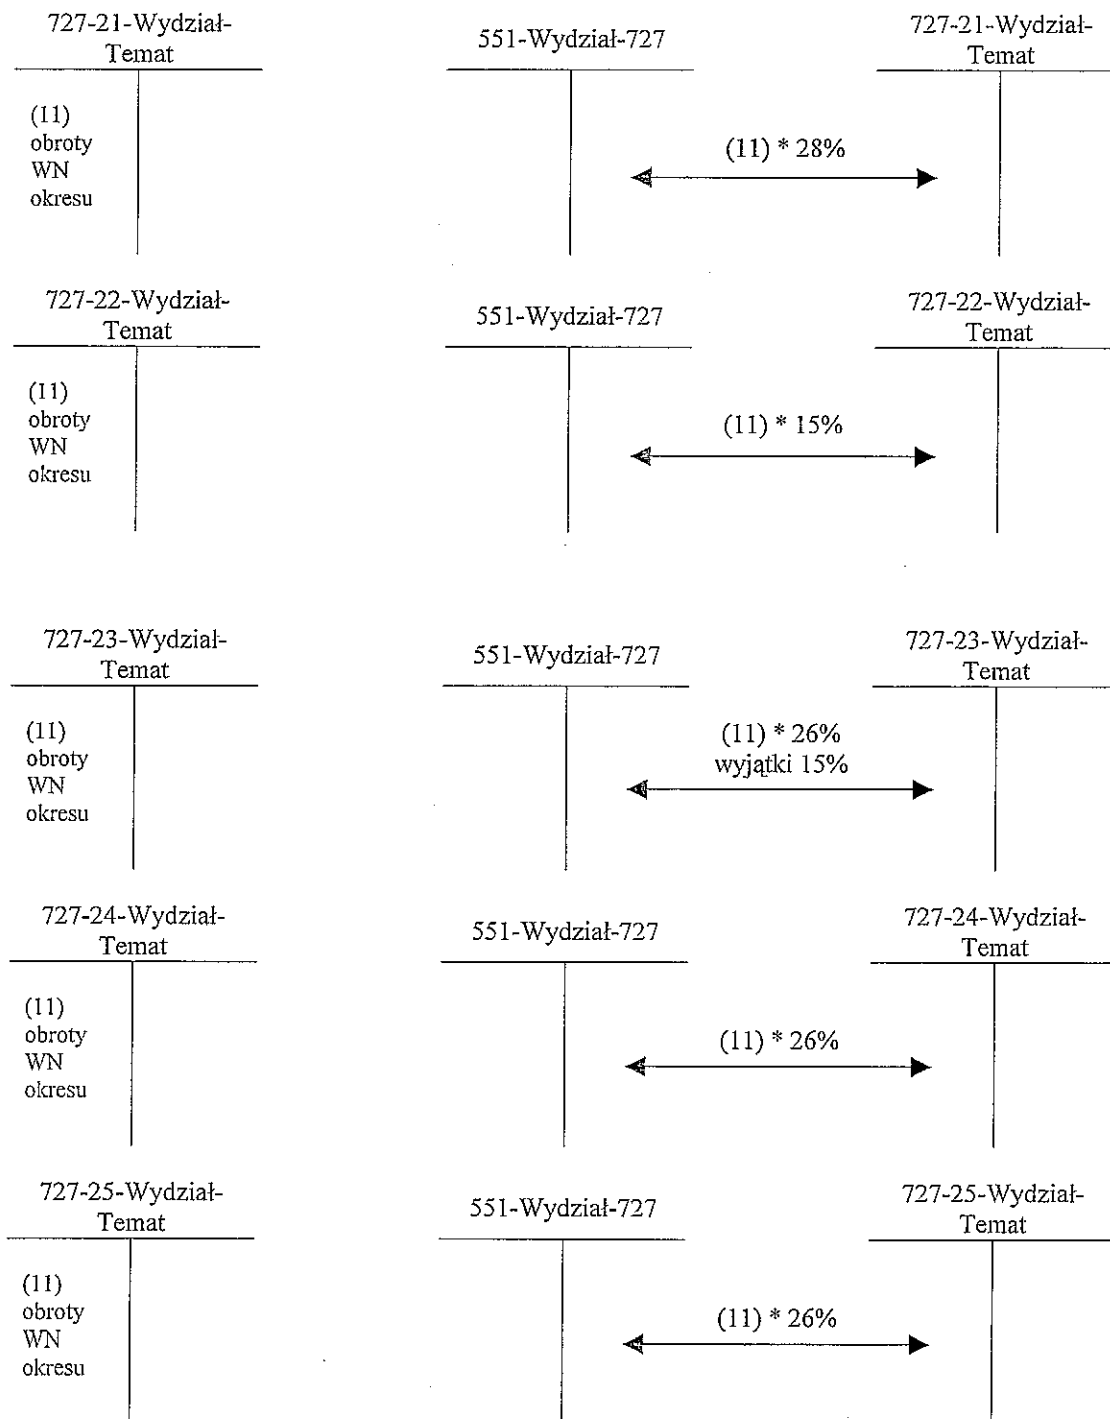 727-21-Wydział-
Temat
551-Wydział-727
727-21-Wydział-
Temat
(11)
obroty
WN
okresu
(11) * 28%
727-22-Wydział-
Temat
551-Wydział-727
727-22-Wydział-
Temat
(11)
obroty
WN
okresu
(11) * 15%
727-23-Wydział-
Temat
551-Wydział-727
727-23-Wydział-
Temat
(11)
obroty
WN
okresu
(11) * 26%
wyjątki 15%
727-24-Wydział-
Temat
551-Wydział-727
727-24-Wydział-
Temat
(11)
obroty
WN
okresu
(11) * 26%
727-25-Wydział-
Temat
551-Wydział-727
727-25-Wydział-
Temat
(11)
obroty
WN
okresu
(11) * 26%